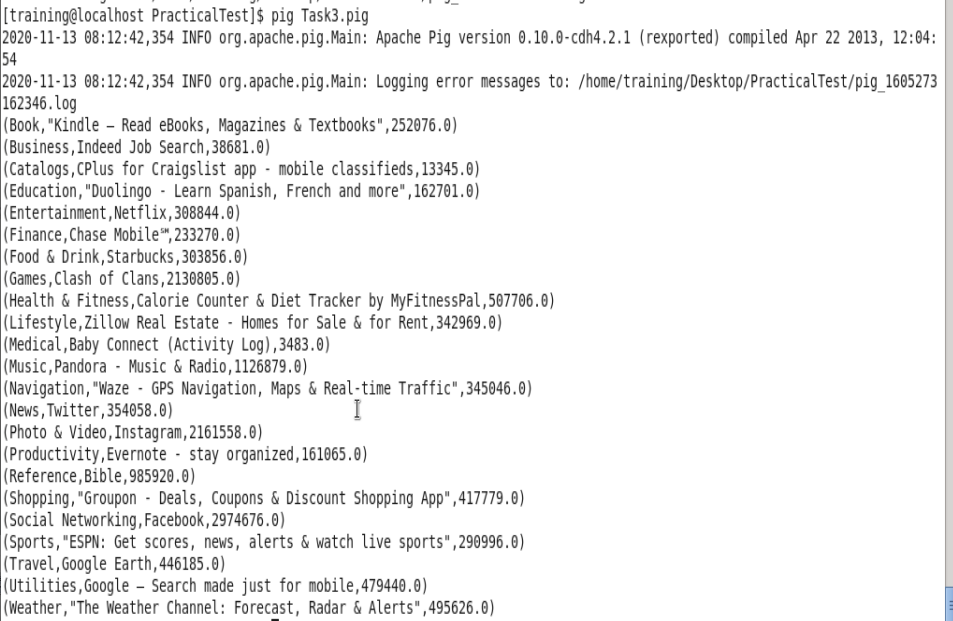 [training@localhost PracticalTest]$ pig Task3.pig
2020-11-13 08:12:42,354 INFO org.apache.pig.Main: Apache Pig version 0.10.0-cdh4.2.1 (rexported) compiled Apr 22 2013, 12:04:
54
2020-11-13 08:12:42,354 INFO org.apache.pig.Main: Logging error messages to: /home/training/Desktop/PracticalTest/pig_1605273
162346.log
(Book,"Kindle – Read eBooks, Magazines & Textbooks",252076.0)
(Business,Indeed Job Search,38681.0)
(Catalogs,CPlus for Craigslist app - mobile classifieds,13345.0)
(Education,"Duolingo - Learn Spanish, French and more",162701.0)
(Entertainment,Netflix,308844.0)
(Finance,Chase Mobile℠,233270.0)
(Food & Drink,Starbucks,303856.0)
(Games,Clash of Clans,2130805.0)
(Health & Fitness,Calorie Counter & Diet Tracker by MyFitnessPal,507706.0)
(Lifestyle,Zillow Real Estate - Homes for Sale & for Rent,342969.0)
(Medical,Baby Connect (Activity Log),3483.0)
(Music,Pandora - Music & Radio,1126879.0)
(Navigation,"Waze - GPS Navigation, Maps & Real-time Traffic",345046.0)
(News,Twitter,354058.0)
(Photo & Video,Instagram,2161558.0)
(Productivity,Evernote - stay organized,161065.0)
(Reference,Bible,985920.0)
(Shopping,"Groupon - Deals, Coupons & Discount Shopping App",417779.0)
(Social Networking,Facebook,2974676.0)
(Sports,"ESPN: Get scores, news, alerts & watch live sports",290996.0)
(Travel,Google Earth,446185.0)
(Utilities,Google – Search made just for mobile,479440.0)
(Weather,"The Weather Channel: Forecast, Radar & Alerts",495626.0)